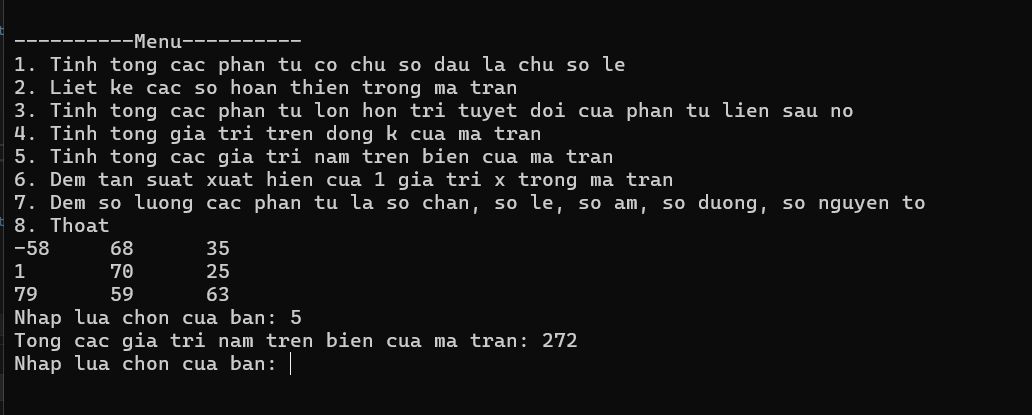 ----------Menu----------
1. Tinh tong cac phan tu co chu so dau la chu so le
2. Liet ke cac so hoan thien trong ma tran
3. Tinh tong cac phan tu lon hon tri tuyet doi cua phan tu lien sau no
4. Tinh tong gia tri tren dong k cua ma tran
5. Tinh tong cac gia tri nam tren bien cua ma tran
6. Dem tan suat xuat hien cua 1 gia tri x trong ma tran
7. Dem so luong cac phan tu la so chan, so le, so am, so duong, so nguyen to
8. Thoat
-58     68      35
1       70      25
79      59      63
Nhap lua chon cua ban: 5
Tong cac gia tri nam tren bien cua ma tran: 272
Nhap lua chon cua ban: